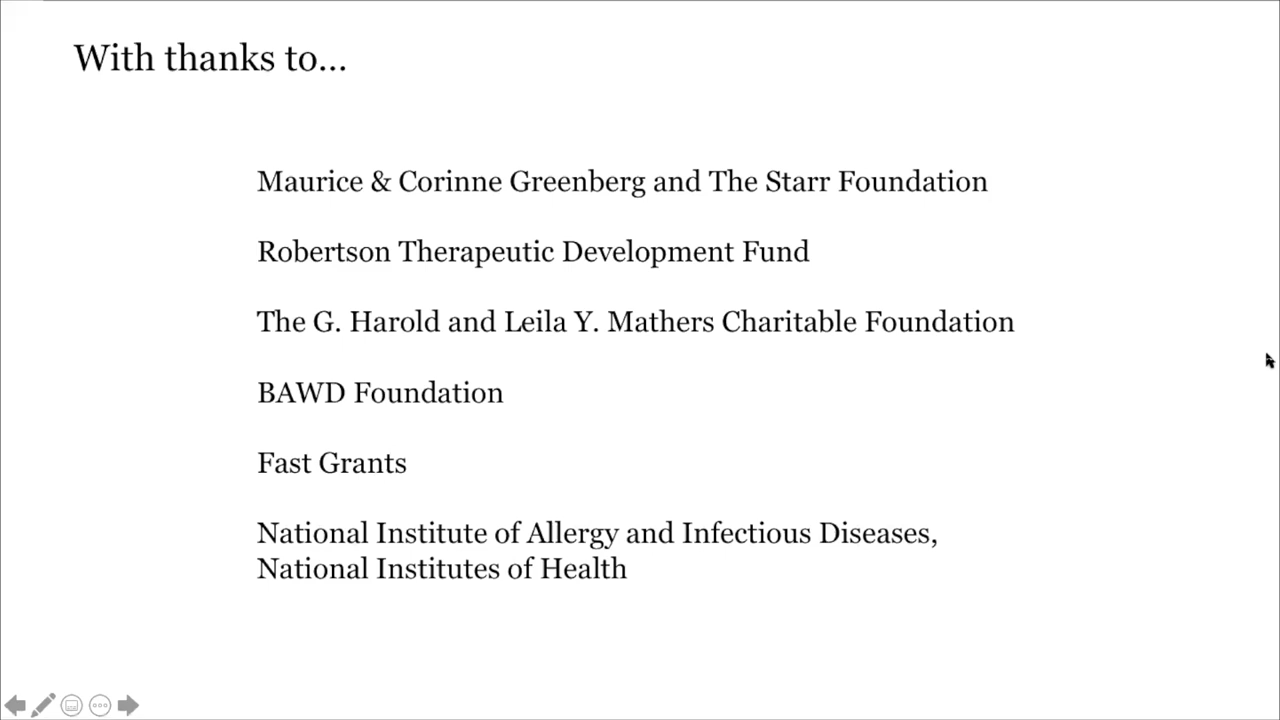 With thanks to...
Maurice & Corinne Greenberg and The Starr Foundation
Robertson Therapeutic Development Fund
The G. Harold and Leila Y. Mathers Charitable Foundation
BAWD Foundation
Fast Grants
National Institute of Allergy and Infectious Diseases,
National Institutes of Health